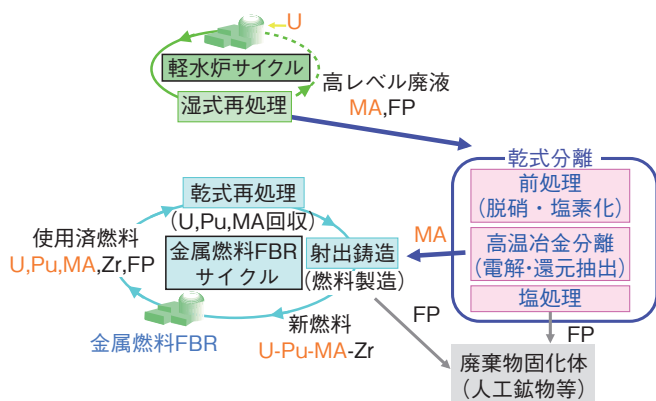 U
軽水炉サイクル
湿式再処理
高レベル廃液
MA,FP
乾式分離
前処理
(脱硝・塩素化)
高温冶金分離
(電解・還元抽出)
塩処理
MA
乾式再処理
(U,Pu,MA回収)
使用済燃料
U,Pu,MA,Zr,FP
金属燃料FBR
サイクル
射出鋳造
(燃料製造)
新燃料
U-Pu-MA-Zr
金属燃料FBR
FP
FP
廃棄物固化体
(人工鉱物等)